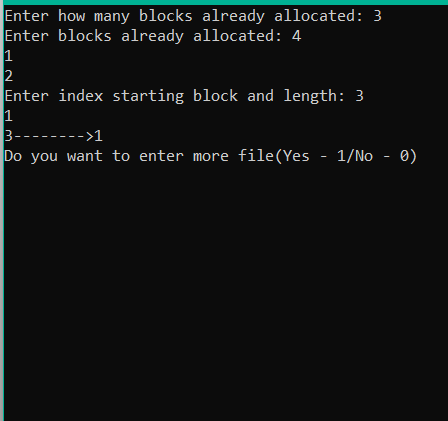 Enter how many blocks already allocated: 3
Enter blocks already allocated: 4
1
2
Enter index starting block and length: 3
1
3-------->1
Do you want to enter more file(Yes - 1/No - 0)